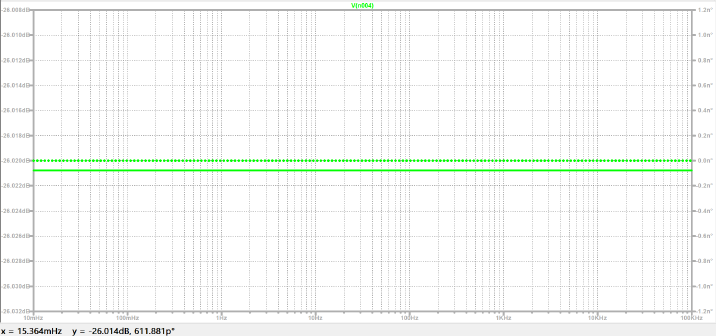 V(n004)
-26.008dB
1.2n°
-26.010dB
1.0n°
-26.012dB
0.8n°
-26.014dB
0.6n°
-26.016dB
0.4n°
-26.018dB
0.2n°
-26.020dB
0.0n°
-26.022dB
-0.2n°
-26.024dB
-0.4n°
-26.026dB
-0.6n°
-26.028dB
-0.8n°
-26.030dB
-1.0n°
-26.032dB
-1.2n°
10mHz 100mHz 1Hz 10Hz 100Hz 1KHz 10KHz 100KHz
x = 15.364mHz y = -26.014dB, 611.881p°